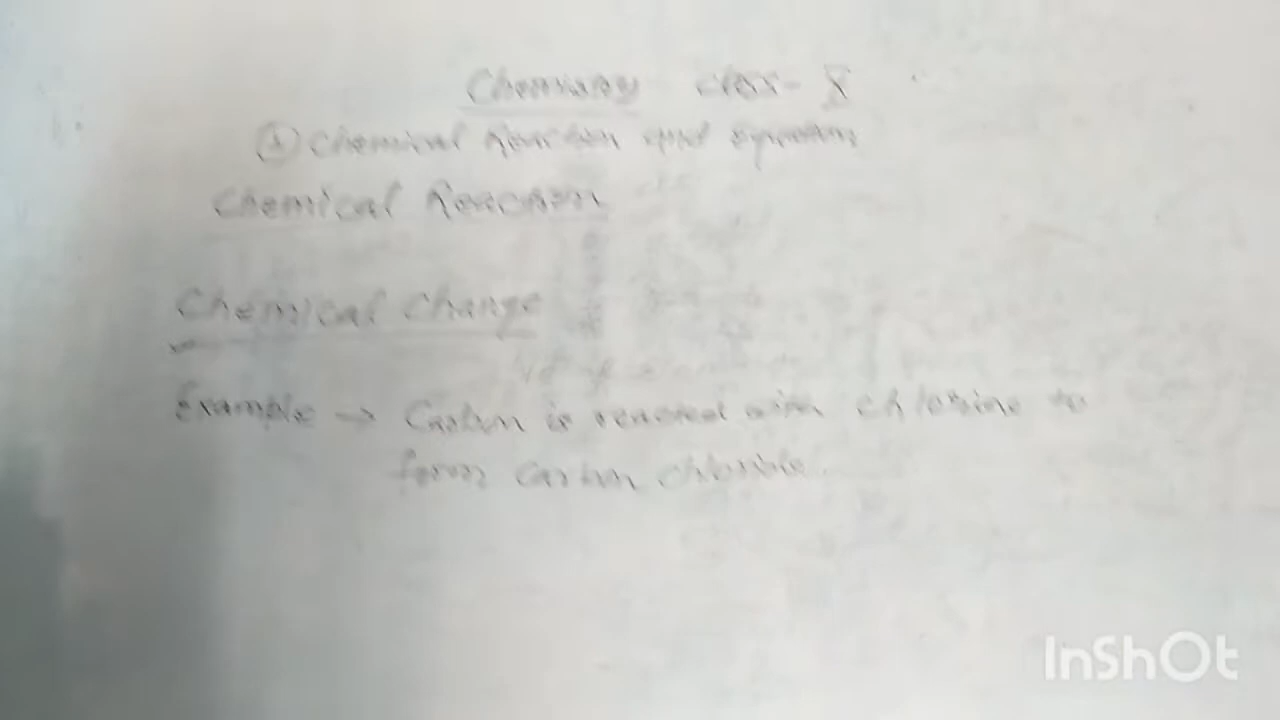 Chemistry class - X
① Chemical Reaction and equation
Chemical Reaction
Chemical Change
Example → Carbon is reacted with chlorine to
form carbon chloride.
InShOt